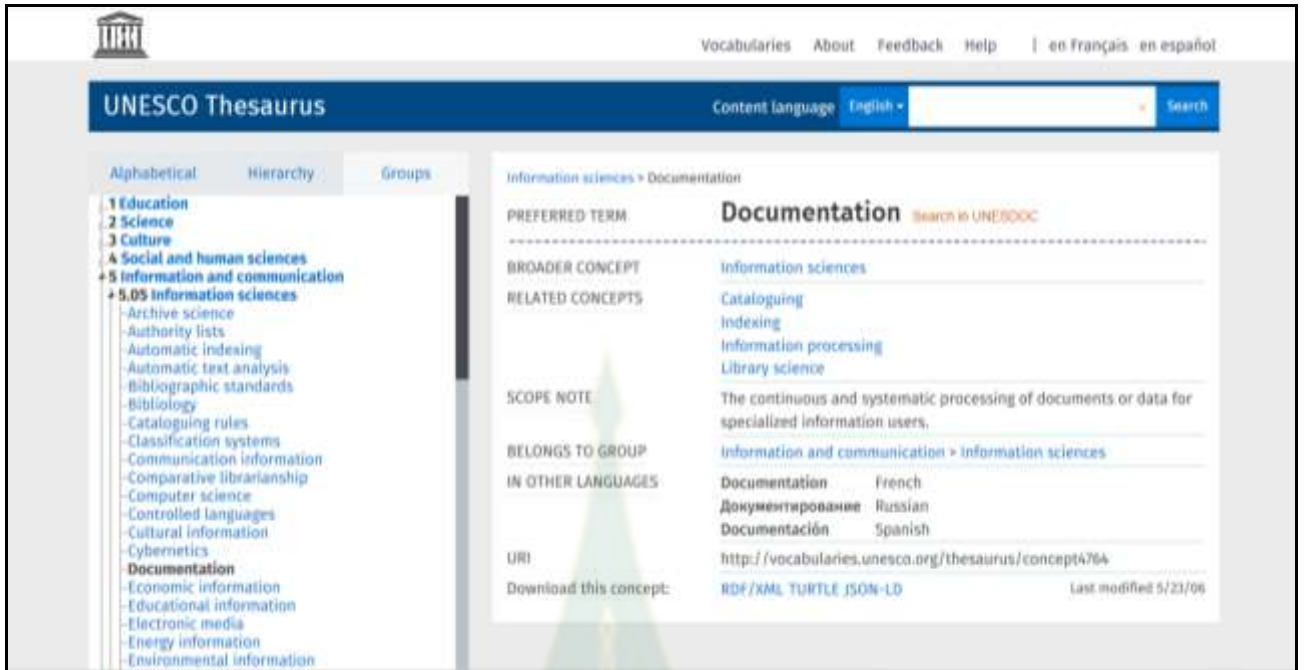 Vocabularies About Feedback Help | en Français en español
UNESCO Thesaurus
Content language English
Search
Alphabetical Hierarchy Groups
1 Education
2 Science
3 Culture
4 Social and human sciences
5 Information and communication
5.05 Information sciences
Archive science
Authority lists
Automatic indexing
Automatic text analysis
Bibliographic standards
Bibliology
Cataloguing rules
Classification systems
Communication information
Comparative librarianship
Computer science
Controlled languages
Cultural information
Cybernetics
Documentation
Economic information
Educational information
Electronic media
Energy information
Environmental information
Information sciences > Documentation
PREFERRED TERM Documentation Search in UNESDOC
BROADER CONCEPT Information sciences
RELATED CONCEPTS Cataloguing
Indexing
Information processing
Library science
SCOPE NOTE The continuous and systematic processing of documents or data for
specialized information users.
BELONGS TO GROUP Information and communication > Information sciences
IN OTHER LANGUAGES Documentation French
Документирование Russian
Documentación Spanish
URI http://vocabularies.unesco.org/thesaurus/concept4764
Download this concept: RDF/XML TURTLE JSON-LD Last modified 5/23/06